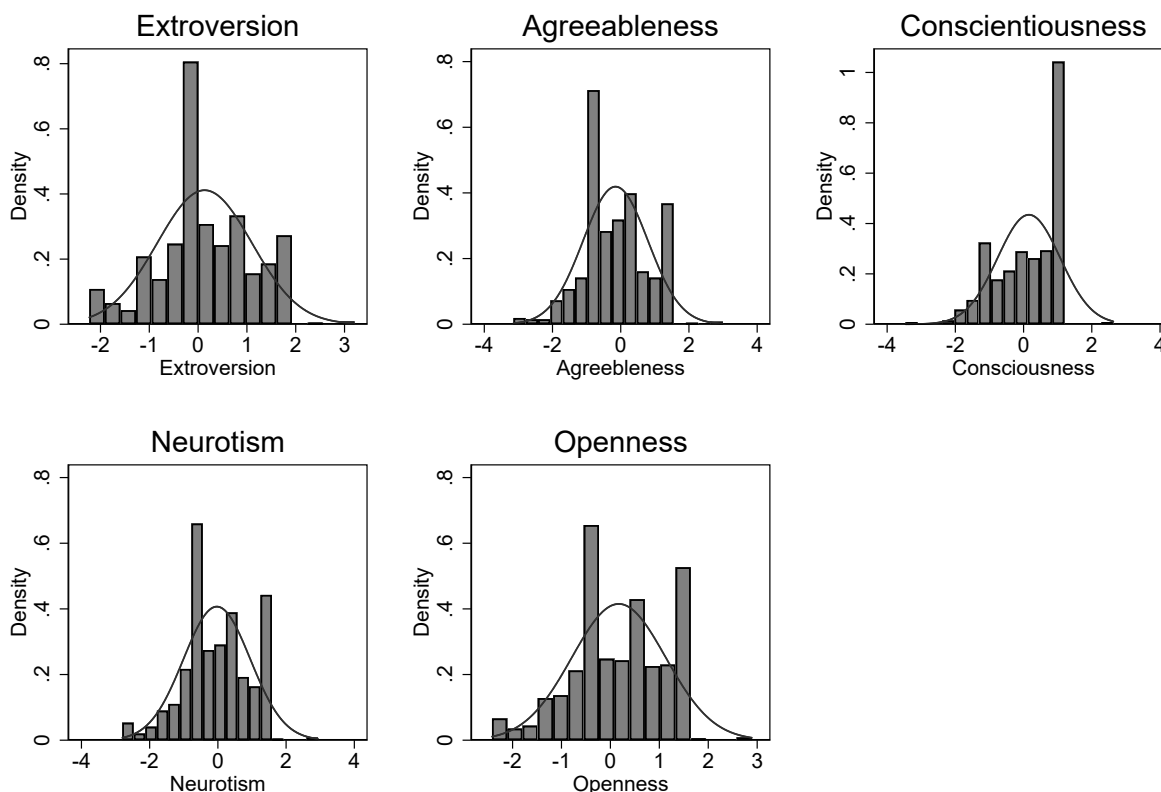 Extroversion
Density
0 .2 .4 .6 .8
-2 -1 0 1 2 3
Extroversion
Agreeableness
Density
0 .2 .4 .6 .8
-4 -2 0 2 4
Agreebleness
Conscientiousness
Density
0 .2 .4 .6 .8 1
-4 -2 0 2 4
Consciousness
Neurotism
Density
0 .2 .4 .6 .8
-4 -2 0 2 4
Neurotism
Openness
Density
0 .2 .4 .6 .8
-2 -1 0 1 2 3
Openness